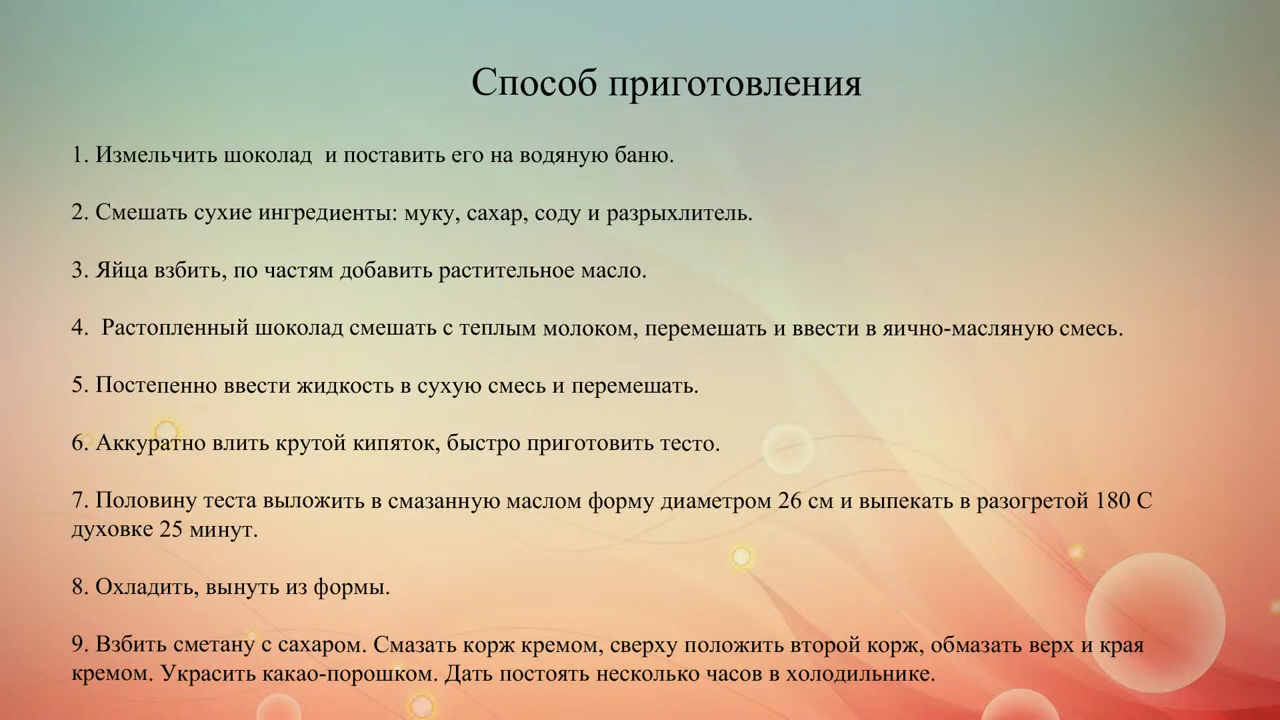 Способ приготовления
1. Измельчить шоколад  и поставить его на водяную баню.
2. Смешать сухие ингредиенты: муку, сахар, соду и разрыхлитель.
3. Яйца взбить, по частям добавить растительное масло.
4.  Растопленный шоколад смешать с теплым молоком, перемешать и ввести в яично-масляную смесь.
5. Постепенно ввести жидкость в сухую смесь и перемешать.
6. Аккуратно влить крутой кипяток, быстро приготовить тесто.
7. Половину теста выложить в смазанную маслом форму диаметром 26 см и выпекать в разогретой 180 С
духовке 25 минут.
8. Охладить, вынуть из формы.
9. Взбить сметану с сахаром. Смазать корж кремом, сверху положить второй корж, обмазать верх и края
кремом. Украсить какао-порошком. Дать постоять несколько часов в холодильнике.